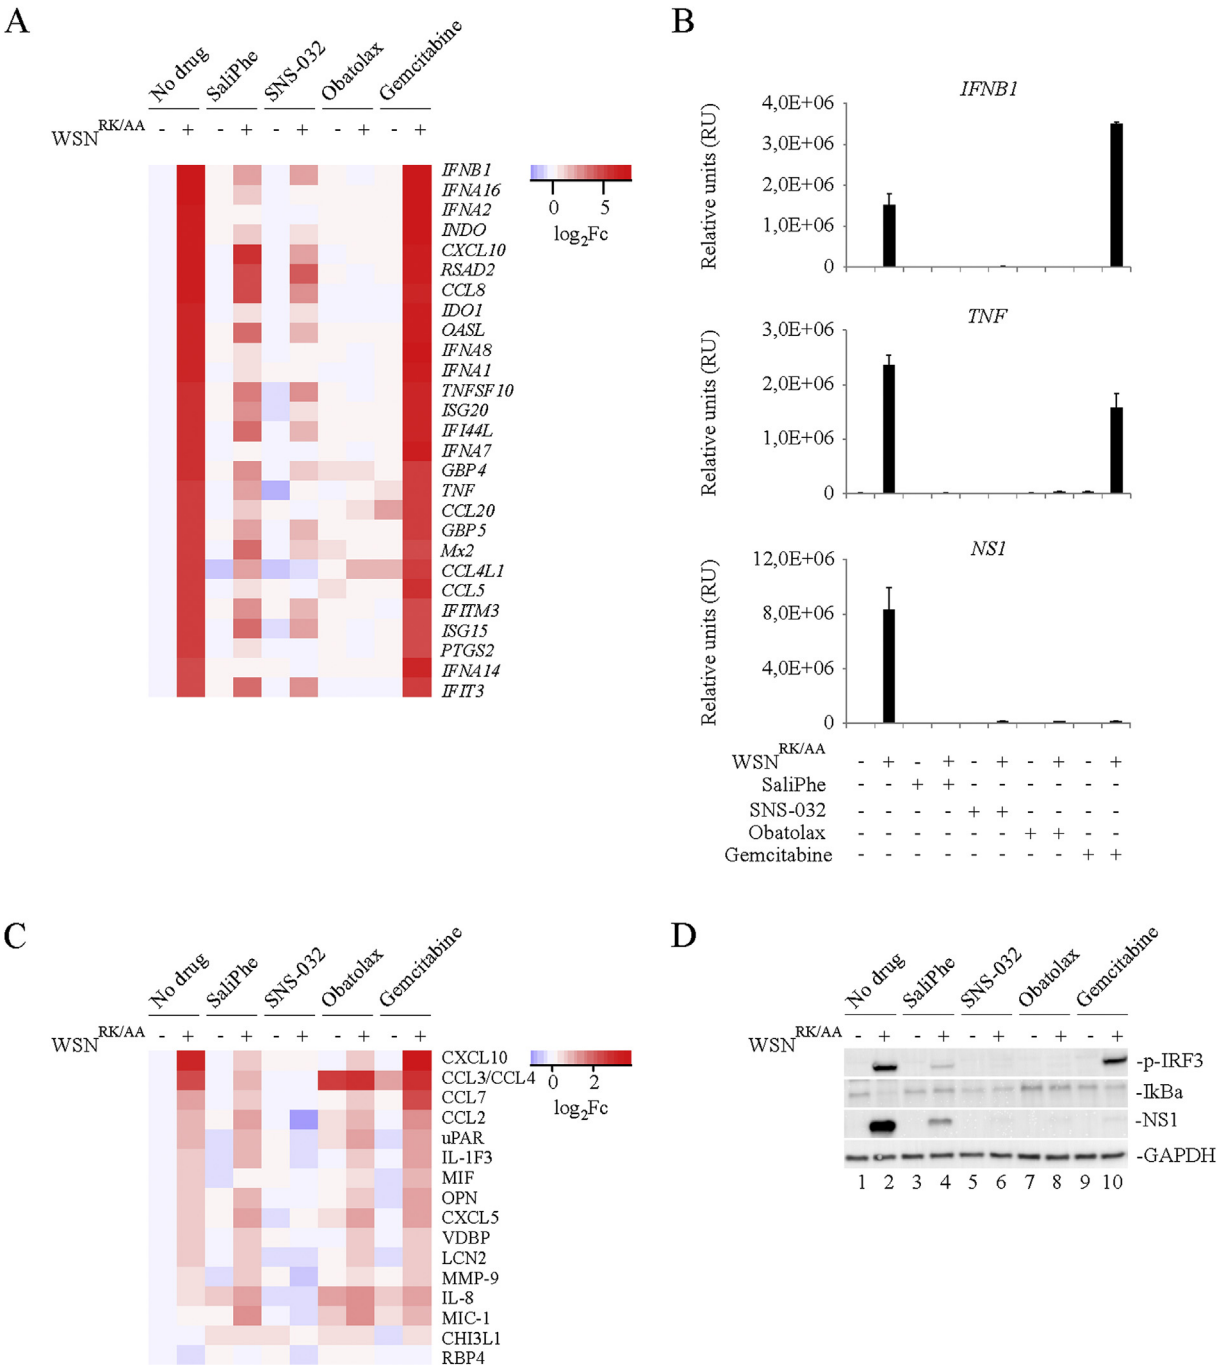 A
No drug SaliPhe SNS-032 Obatolax Gemcitabine
WSN RK/AA - + - + - + - + - +
IFNB1
IFNA16
IFNA2
INDO
CXCL10
RSAD2
CCL8
IDO1
OASL
IFNA8
IFNA1
TNFSF10
ISG20
IFI44L
IFNA7
GBP4
TNF
CCL20
GBP5
Mx2
CCL4L1
CCL5
IFITM3
ISG15
PTGS2
IFNA14
IFIT3
0 5
log2Fc
B
IFNB1
Relative units (RU)
4,0E+06
3,0E+06
2,0E+06
1,0E+06
0
TNF
Relative units (RU)
3,0E+06
2,0E+06
1,0E+06
0
NS1
Relative units (RU)
12,0E+06
8,0E+06
4,0E+06
0
WSN RK/AA - + - + - + - + - +
SaliPhe - - + + - - - - - -
SNS-032 - - - - + + - - - -
Obatolax - - - - - - + + - -
Gemcitabine - - - - - - - - + +
C
No drug SaliPhe SNS-032 Obatolax Gemcitabine
WSN RK/AA - + - + - + - + - +
CXCL10
CCL3/CCL4
CCL7
CCL2
uPAR
IL-1F3
MIF
OPN
CXCL5
VDBP
LCN2
MMP-9
IL-8
MIC-1
CHI3L1
RBP4
0 2
log2Fc
D
No drug SaliPhe SNS-032 Obatolax Gemcitabine
WSN RK/AA - + - + - + - + - +
-p-IRF3
-IkBa
-NS1
-GAPDH
1 2 3 4 5 6 7 8 9 10